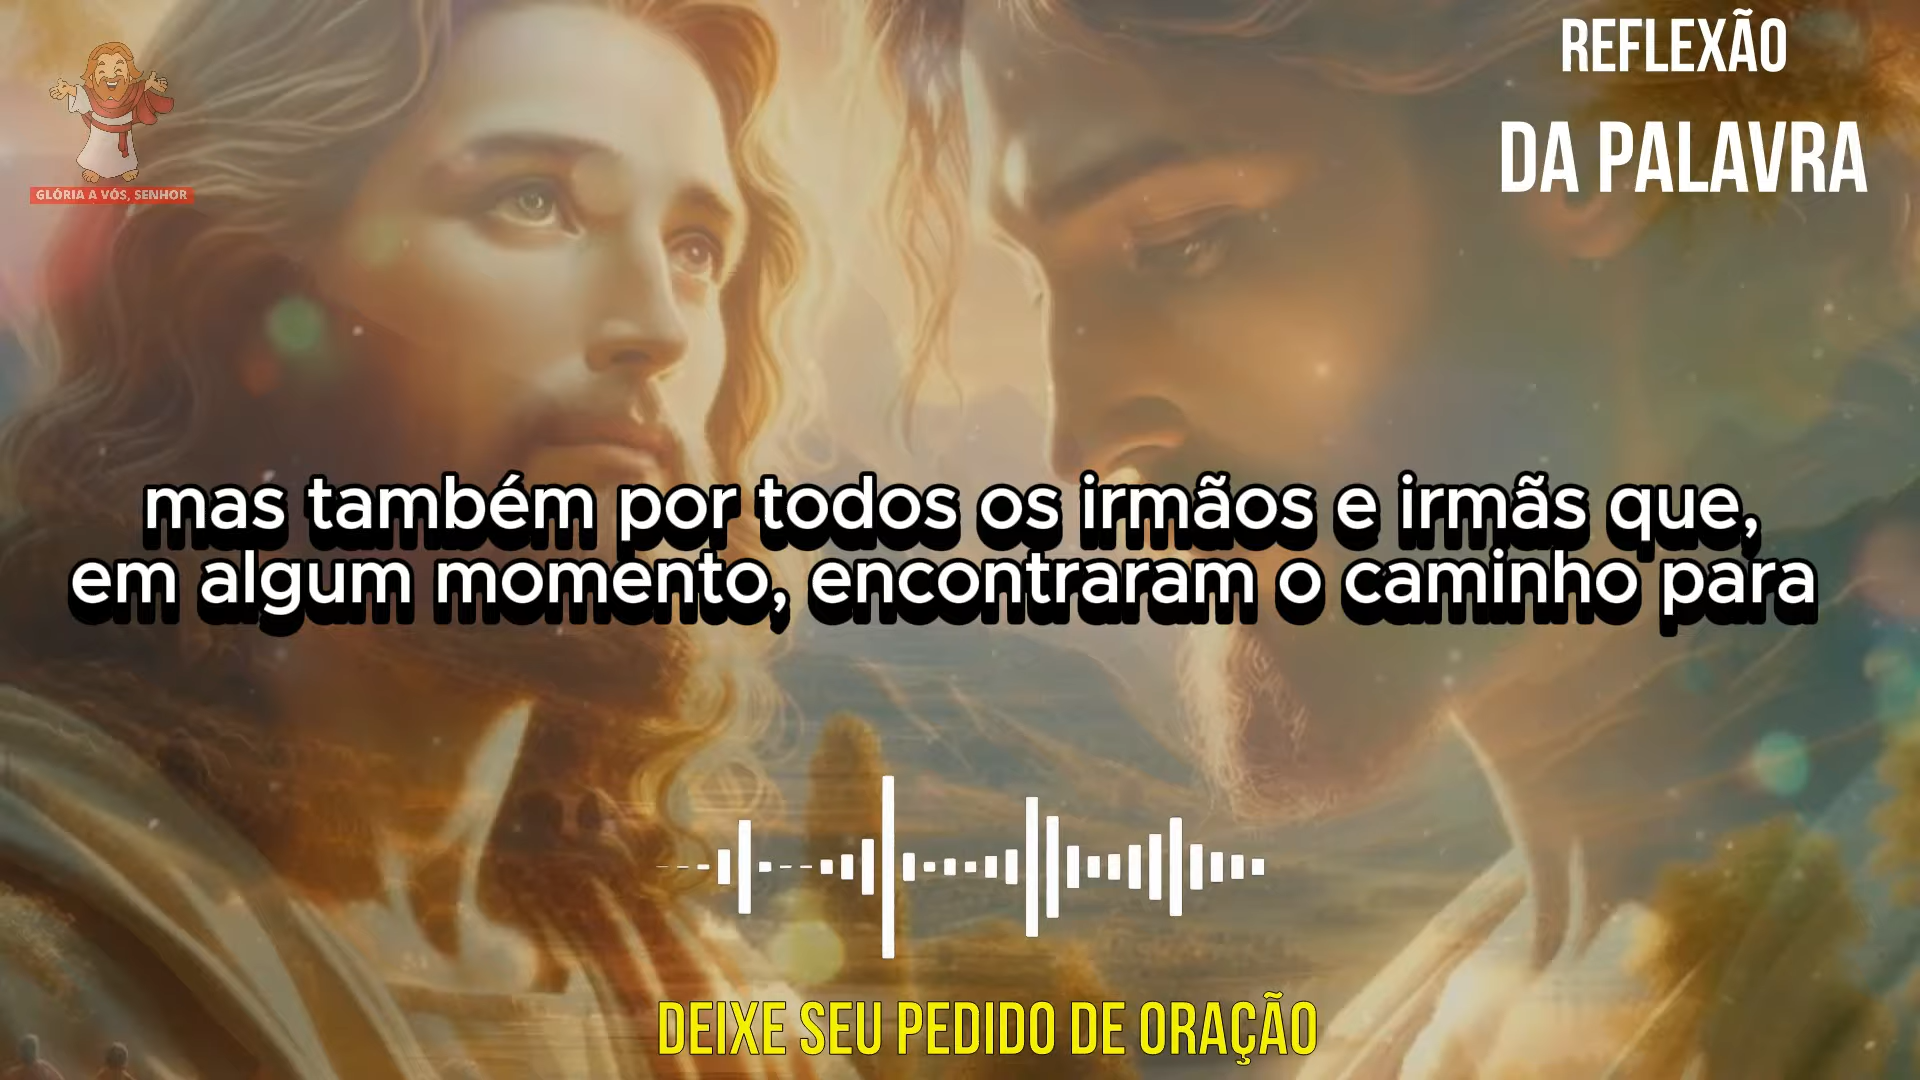 REFLEXÃO
DA PALAVRA
GLÓRIA A VÓS, SENHOR
mas também por todos os irmãos e irmãs que,
em algum momento, encontraram o caminho para
DEIXE SEU PEDIDO DE ORAÇÃO